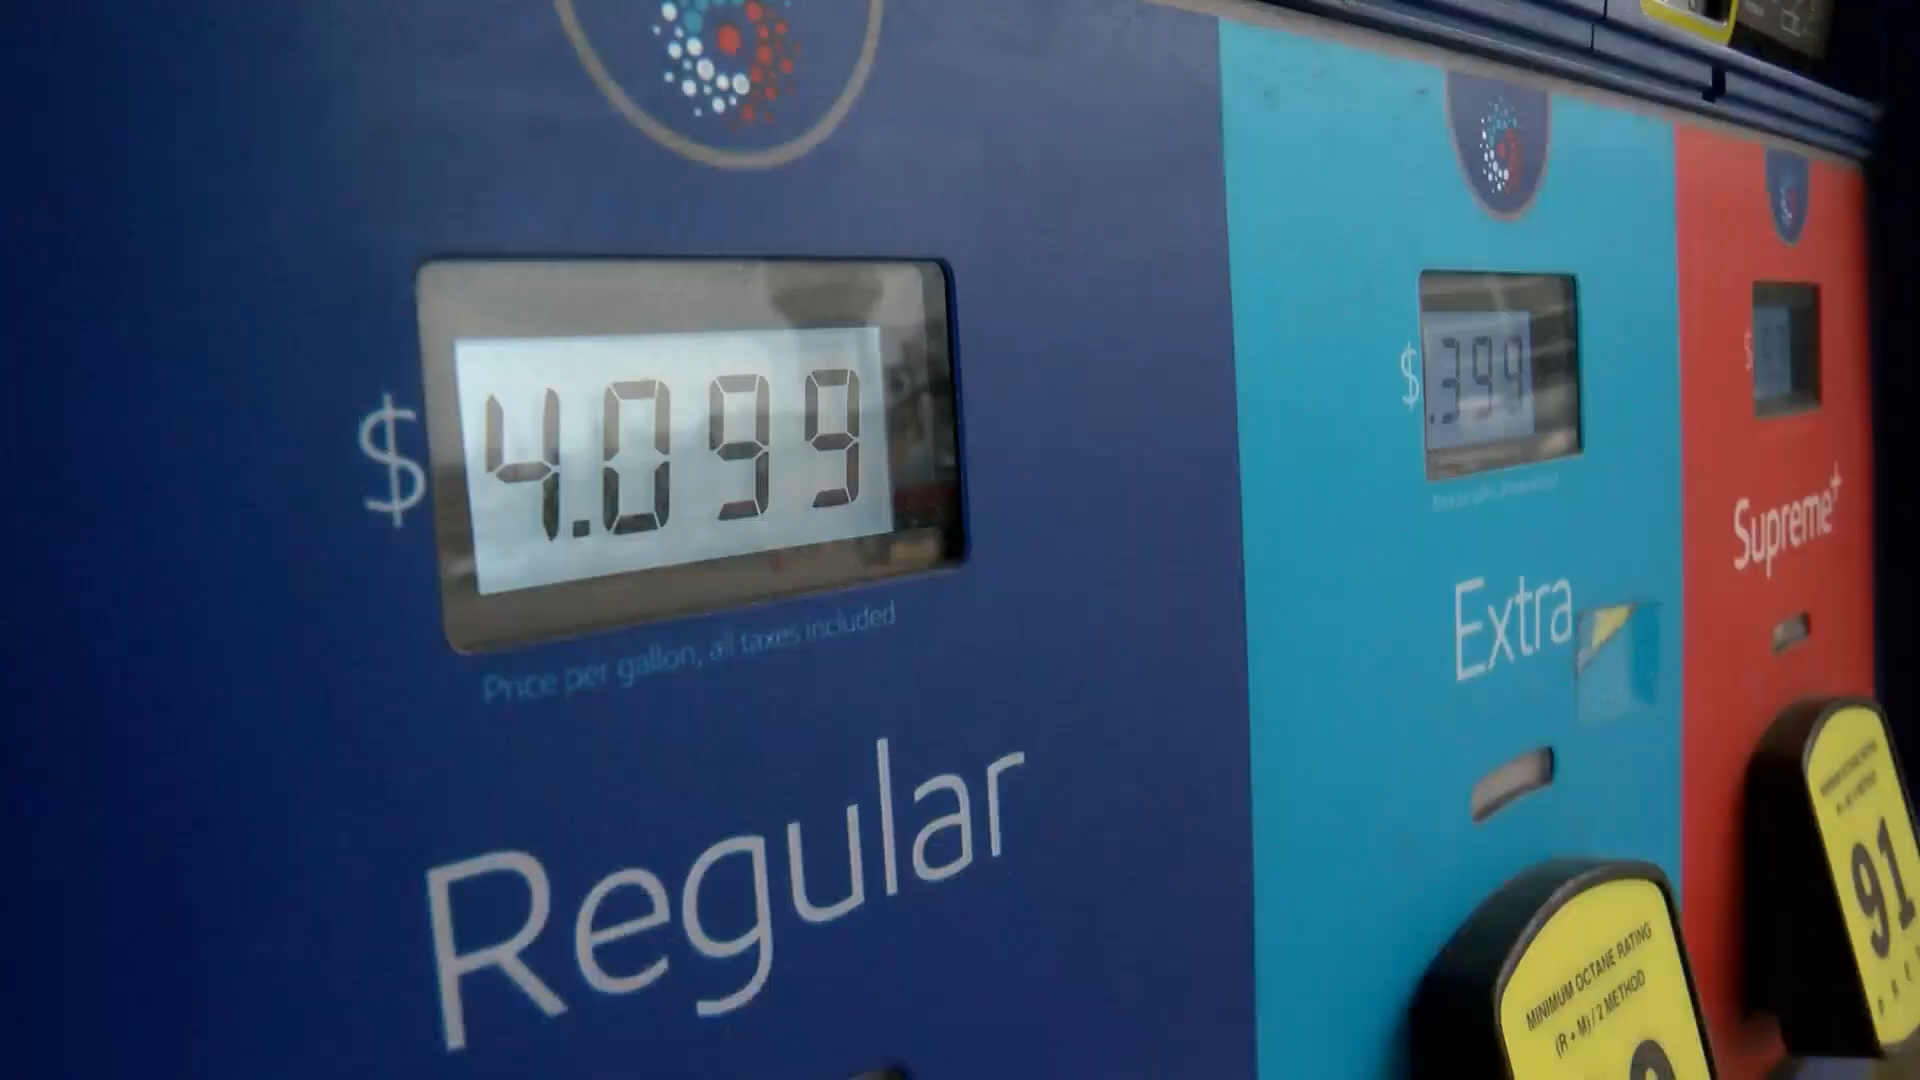 $ 4.099
Price per gallon, all taxes included
Regular
$ .399
Extra
MINIMUM OCTANE RATING
(R + M) / 2 METHOD
$
Supreme+
91